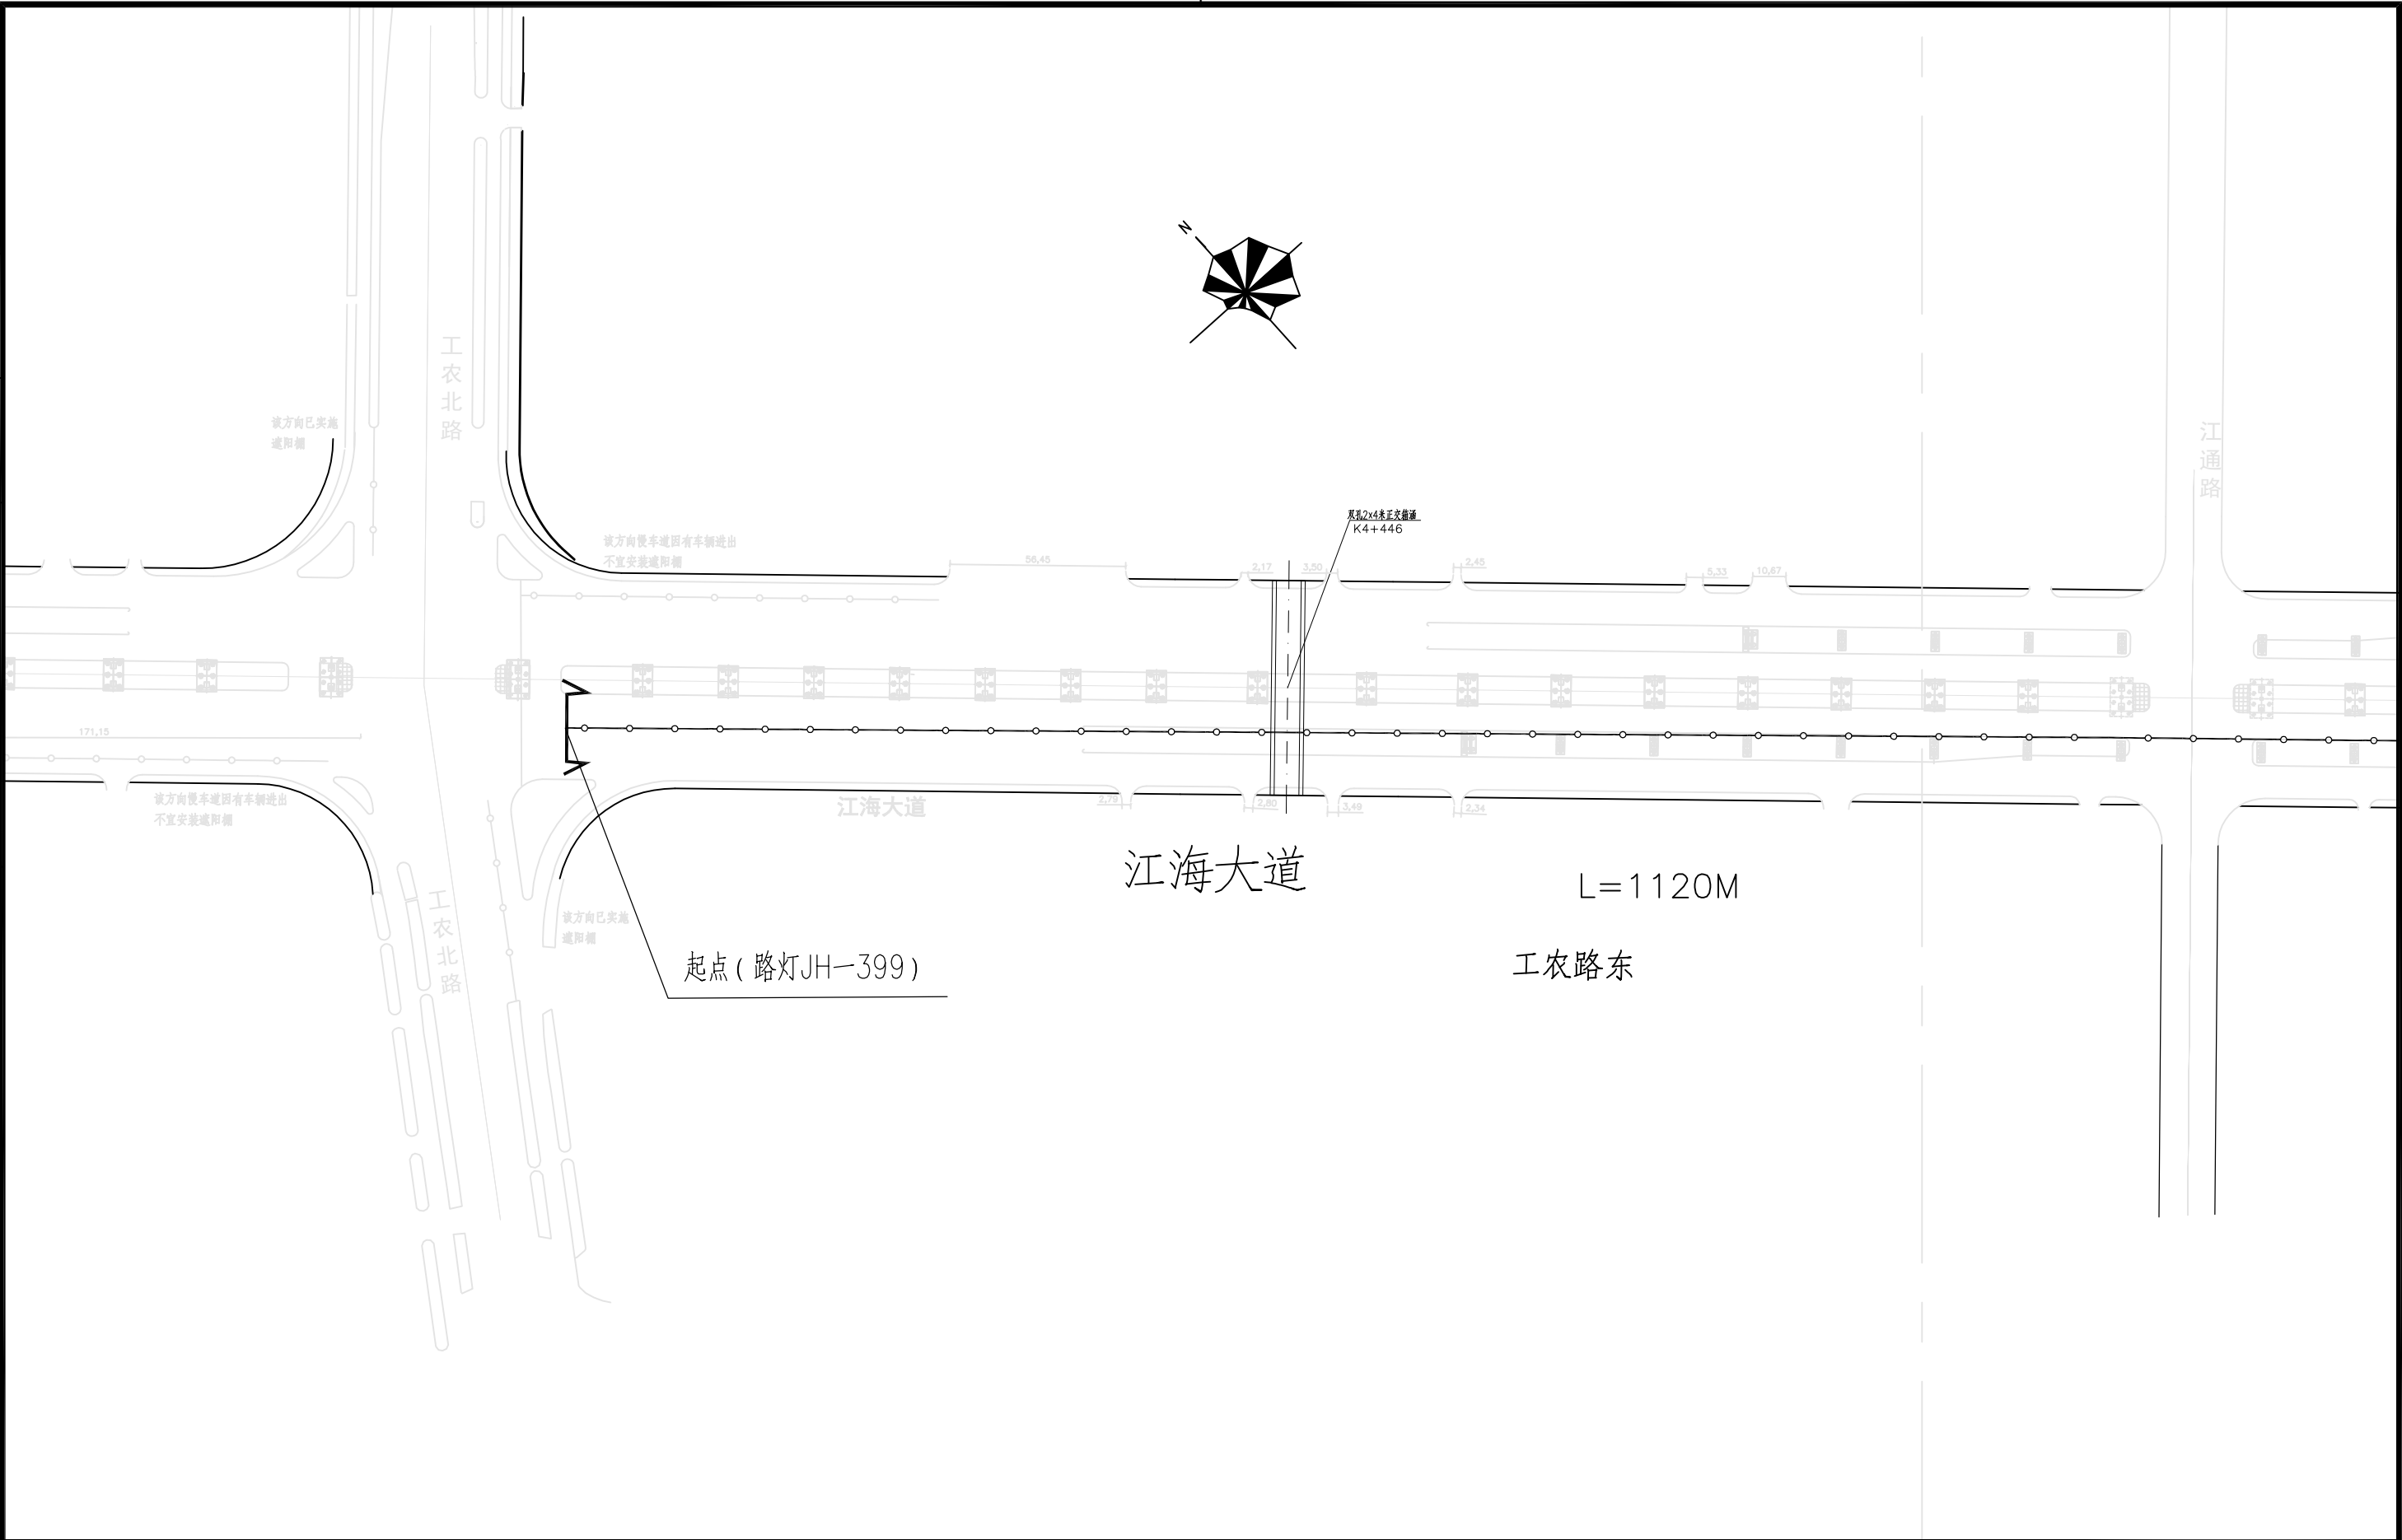 N
工农北路
江通路
该方向已实施
遮阳棚
双孔2x4米正交箱涵
K4+446
该方向慢车道因有车辆进出
不宜安装遮阳棚
56,45
2,17
3,50
2,45
5,33
10,67
171,15
该方向慢车道因有车辆进出
不宜安装遮阳棚
江海大道
2,79
2,80
3,49
2,34
江海大道
L=1120M
工农北路
该方向已实施
遮阳棚
起点(路灯JH-399)
工农路东